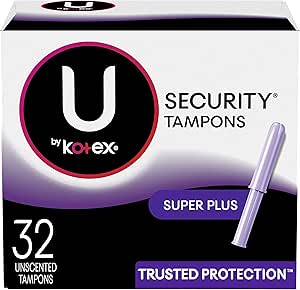 U
by Kotex®
SECURITY®
TAMPONS
SUPER PLUS
32
UNSCENTED
TAMPONS
TRUSTED PROTECTION™